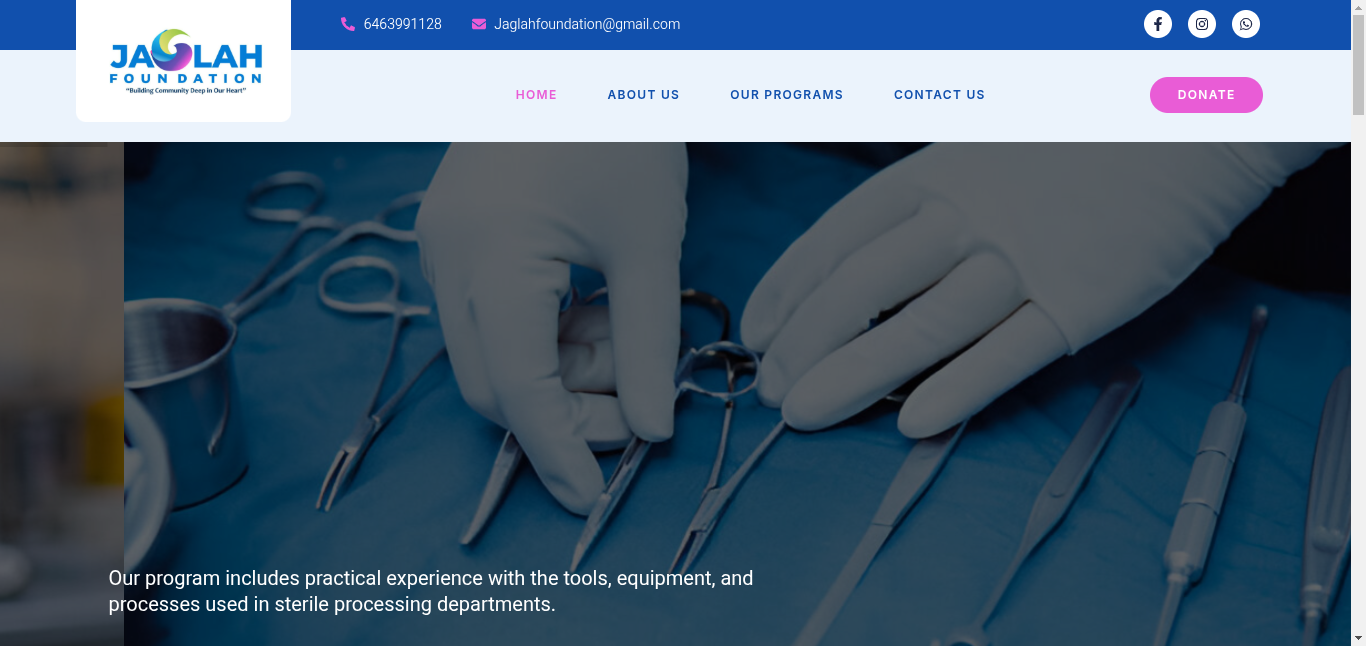 6463991128
Jaglahfoundation@gmail.com
JAGLAH
FOUNDATION
"Building Community Deep in Our Heart"
HOME
ABOUT US
OUR PROGRAMS
CONTACT US
DONATE
Our program includes practical experience with the tools, equipment, and
processes used in sterile processing departments.